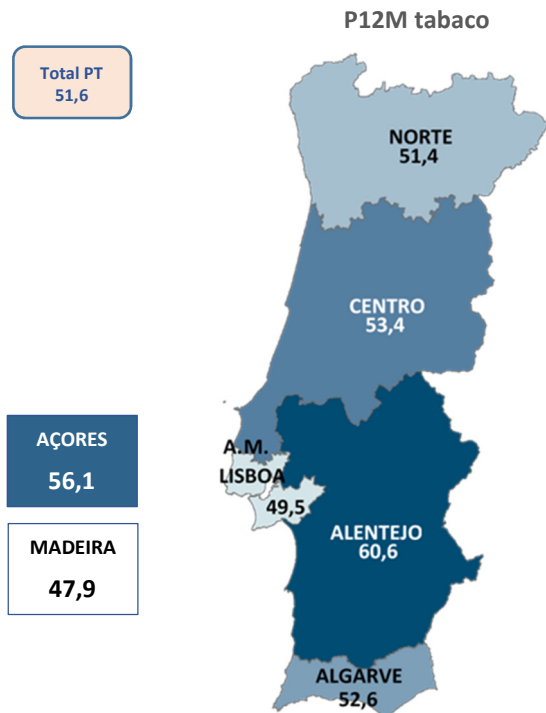 P12M tabaco
Total PT
51,6
NORTE
51,4
CENTRO
53,4
AÇORES
56,1
A.M.
LISBOA
49,5
MADEIRA
47,9
ALENTEJO
60,6
ALGARVE
52,6